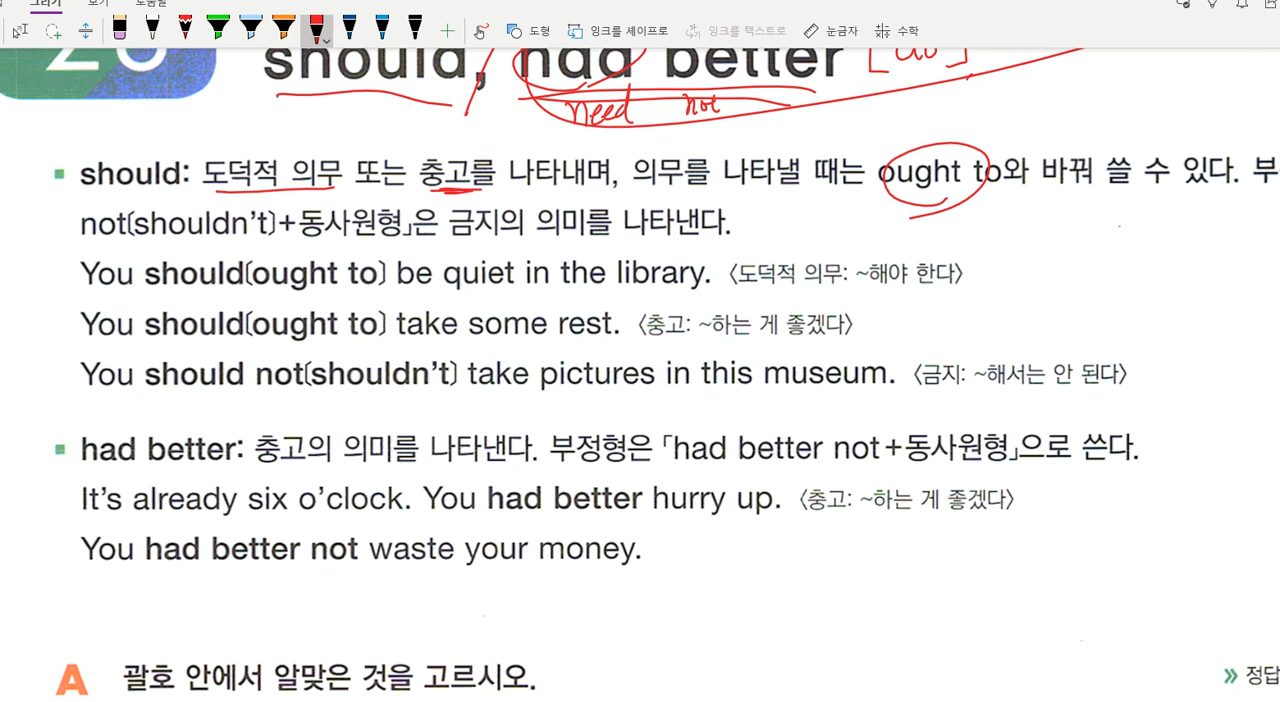 그리기 보기 도움말
도형 잉크를 셰이프로 잉크를 텍스트로 눈금자 수학
20 should, had better
need not
should: 도덕적 의무 또는 충고를 나타내며, 의무를 나타낼 때는 ought to와 바꿔 쓸 수 있다. 부
not(shouldn't)+동사원형」은 금지의 의미를 나타낸다.
You should(ought to) be quiet in the library. 〈도덕적 의무: ~해야 한다〉
You should(ought to) take some rest. 〈충고: ~하는 게 좋겠다〉
You should not(shouldn't) take pictures in this museum. 〈금지: ~해서는 안 된다〉
had better: 충고의 의미를 나타낸다. 부정형은 「had better not+동사원형」으로 쓴다.
It's already six o'clock. You had better hurry up. 〈충고: ~하는 게 좋겠다〉
You had better not waste your money.
A 괄호 안에서 알맞은 것을 고르시오.
» 정답